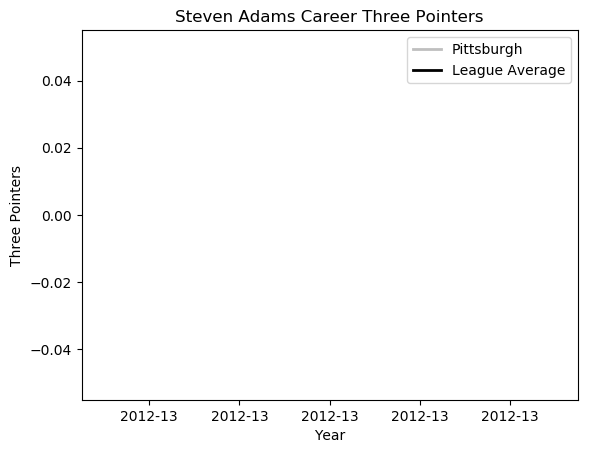 Steven Adams Career Three Pointers
Pittsburgh
League Average
0.04
0.02
0.00
−0.02
−0.04
Three Pointers
2012-13 2012-13 2012-13 2012-13 2012-13
Year